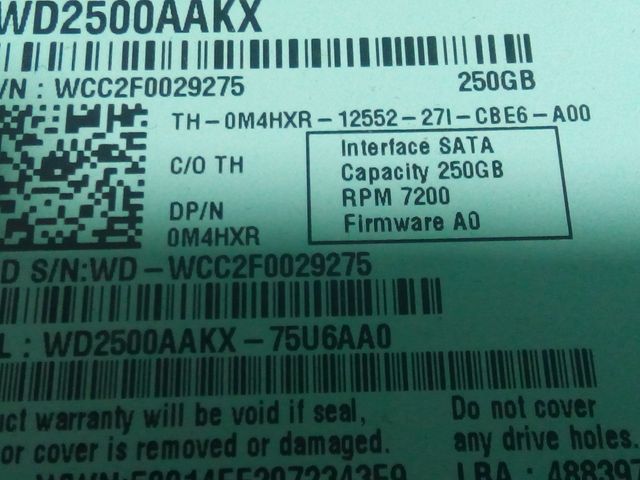 WD2500AAKX
/N : WCC2F0029275 250GB
TH-0M4HXR-12552-27I-CBE6-A00
C/O TH
DP/N
0M4HXR
Interface SATA
Capacity 250GB
RPM 7200
Firmware A0
D S/N:WD-WCC2F0029275
L : WD2500AAKX-75U6AA0
uct warranty will be void if seal,
or cover is removed or damaged.
Do not cover
any drive holes.
LBA : 488397